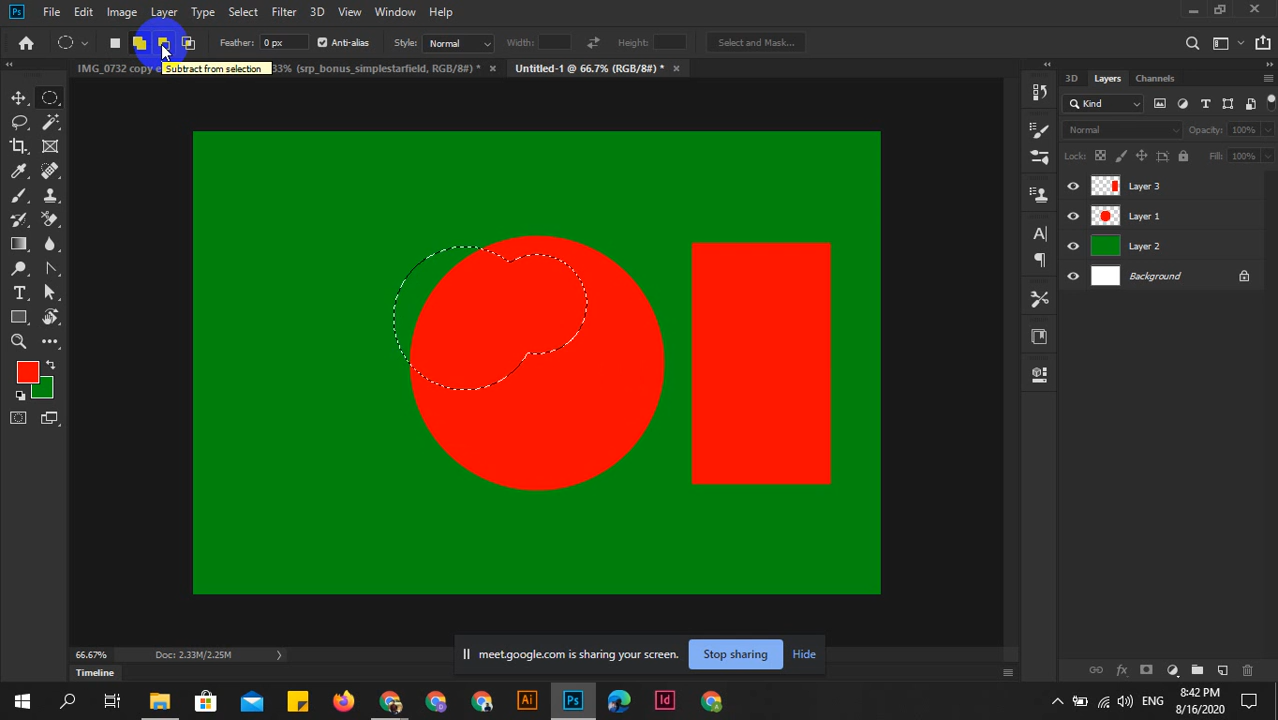 Ps File Edit Image Layer Type Select Filter 3D View Window Help
Feather: 0 px Anti-alias Style: Normal Width: Height: Select and Mask...
IMG_0732 copy 33% (srp_bonus_simplestarfield, RGB/8#) * × Untitled-1 @ 66.7% (RGB/8#) * ×
Subtract from selection
3D Layers Channels
Kind
Normal Opacity: 100%
Lock: Fill: 100%
Layer 3
Layer 1
Layer 2
Background
66.67% Doc: 2.33M/2.25M
meet.google.com is sharing your screen. Stop sharing Hide
Timeline
Ai Ps Id
ENG
8:42 PM
8/16/2020